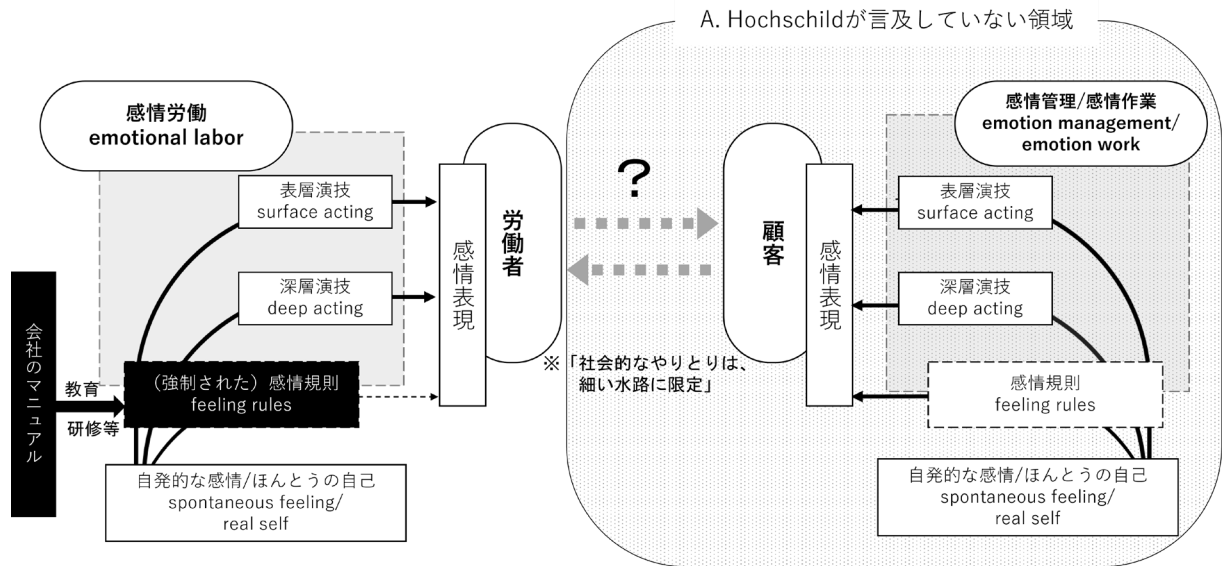 A. Hochschildが言及していない領域
感情労働
emotional labor
表層演技
surface acting
深層演技
deep acting
会社のマニュアル
教育
研修等
（強制された）感情規則
feeling rules
自発的な感情/ほんとうの自己
spontaneous feeling/
real self
感情表現
労働者
?
※「社会的なやりとりは、
細い水路に限定」
顧客
感情表現
感情管理/感情作業
emotion management/
emotion work
表層演技
surface acting
深層演技
deep acting
感情規則
feeling rules
自発的な感情/ほんとうの自己
spontaneous feeling/
real self